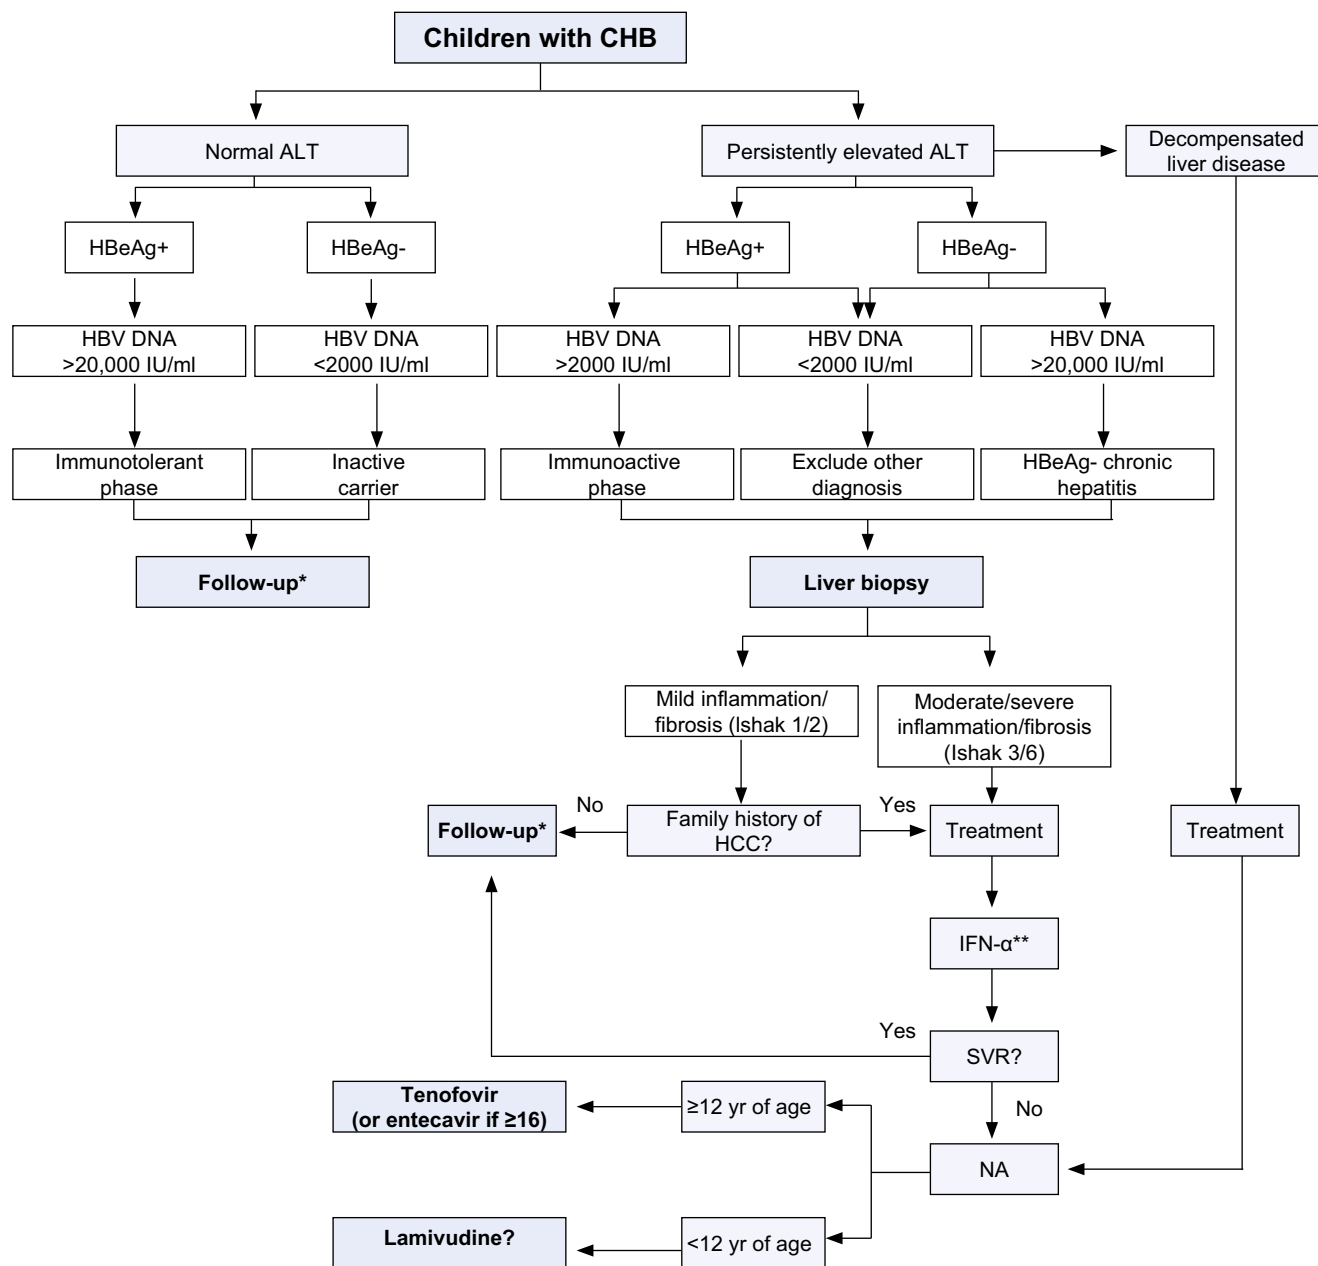 Children with CHB
Normal ALT
Persistently elevated ALT
Decompensated
liver disease
HBeAg+
HBeAg-
HBeAg+
HBeAg-
HBV DNA
>20,000 IU/ml
HBV DNA
<2000 IU/ml
HBV DNA
>2000 IU/ml
HBV DNA
<2000 IU/ml
HBV DNA
>20,000 IU/ml
Immunotolerant
phase
Inactive
carrier
Immunoactive
phase
Exclude other
diagnosis
HBeAg- chronic
hepatitis
Follow-up*
Liver biopsy
Mild inflammation/
fibrosis (Ishak 1/2)
Moderate/severe
inflammation/fibrosis
(Ishak 3/6)
Follow-up*
No
Family history of
HCC?
Yes
Treatment
Treatment
IFN-α**
Yes
SVR?
No
Tenofovir
(or entecavir if ≥16)
≥12 yr of age
NA
Lamivudine?
<12 yr of age